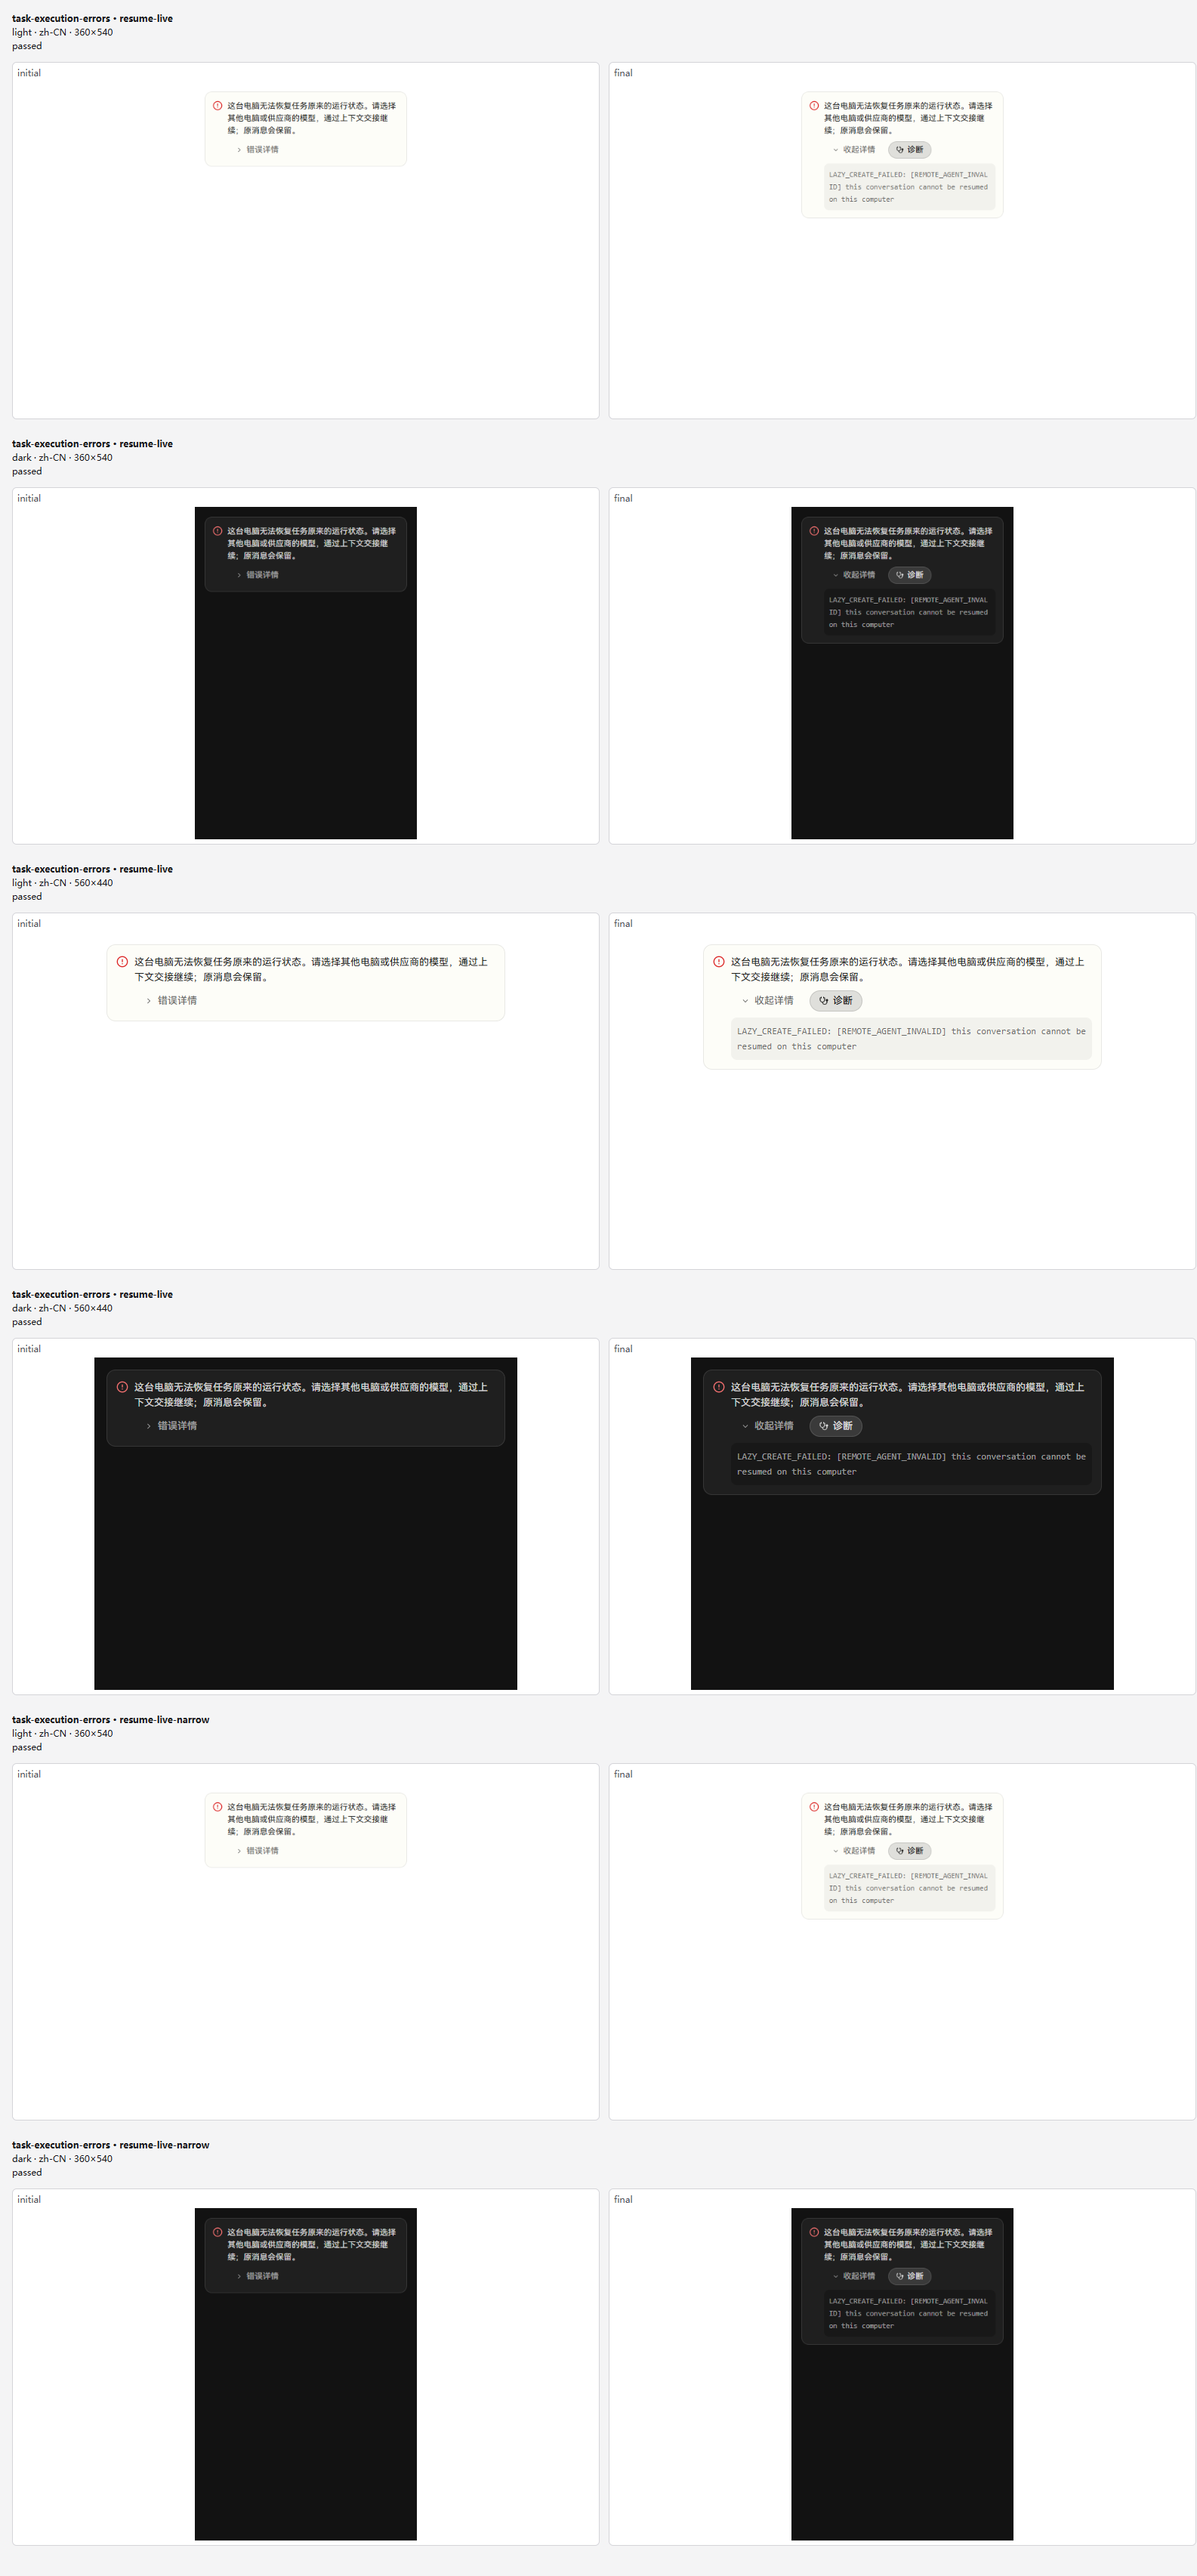 task-execution-errors • resume-live
light · zh-CN · 360×540
passed
initial
这台电脑无法恢复任务原来的运行状态。请选择
其他电脑或供应商的模型，通过上下文交接继
续；原消息会保留。
错误详情
final
这台电脑无法恢复任务原来的运行状态。请选择
其他电脑或供应商的模型，通过上下文交接继
续；原消息会保留。
收起详情 诊断
LAZY_CREATE_FAILED: [REMOTE_AGENT_INVAL
ID] this conversation cannot be resumed
on this computer
task-execution-errors • resume-live
dark · zh-CN · 360×540
passed
initial
这台电脑无法恢复任务原来的运行状态。请选择
其他电脑或供应商的模型，通过上下文交接继
续；原消息会保留。
错误详情
final
这台电脑无法恢复任务原来的运行状态。请选择
其他电脑或供应商的模型，通过上下文交接继
续；原消息会保留。
收起详情 诊断
LAZY_CREATE_FAILED: [REMOTE_AGENT_INVAL
ID] this conversation cannot be resumed
on this computer
task-execution-errors • resume-live
light · zh-CN · 560×440
passed
initial
这台电脑无法恢复任务原来的运行状态。请选择其他电脑或供应商的模型，通过上
下文交接继续；原消息会保留。
错误详情
final
这台电脑无法恢复任务原来的运行状态。请选择其他电脑或供应商的模型，通过上
下文交接继续；原消息会保留。
收起详情 诊断
LAZY_CREATE_FAILED: [REMOTE_AGENT_INVALID] this conversation cannot be
resumed on this computer
task-execution-errors • resume-live
dark · zh-CN · 560×440
passed
initial
这台电脑无法恢复任务原来的运行状态。请选择其他电脑或供应商的模型，通过上
下文交接继续；原消息会保留。
错误详情
final
这台电脑无法恢复任务原来的运行状态。请选择其他电脑或供应商的模型，通过上
下文交接继续；原消息会保留。
收起详情 诊断
LAZY_CREATE_FAILED: [REMOTE_AGENT_INVALID] this conversation cannot be
resumed on this computer
task-execution-errors • resume-live-narrow
light · zh-CN · 360×540
passed
initial
这台电脑无法恢复任务原来的运行状态。请选择
其他电脑或供应商的模型，通过上下文交接继
续；原消息会保留。
错误详情
final
这台电脑无法恢复任务原来的运行状态。请选择
其他电脑或供应商的模型，通过上下文交接继
续；原消息会保留。
收起详情 诊断
LAZY_CREATE_FAILED: [REMOTE_AGENT_INVAL
ID] this conversation cannot be resumed
on this computer
task-execution-errors • resume-live-narrow
dark · zh-CN · 360×540
passed
initial
这台电脑无法恢复任务原来的运行状态。请选择
其他电脑或供应商的模型，通过上下文交接继
续；原消息会保留。
错误详情
final
这台电脑无法恢复任务原来的运行状态。请选择
其他电脑或供应商的模型，通过上下文交接继
续；原消息会保留。
收起详情 诊断
LAZY_CREATE_FAILED: [REMOTE_AGENT_INVAL
ID] this conversation cannot be resumed
on this computer